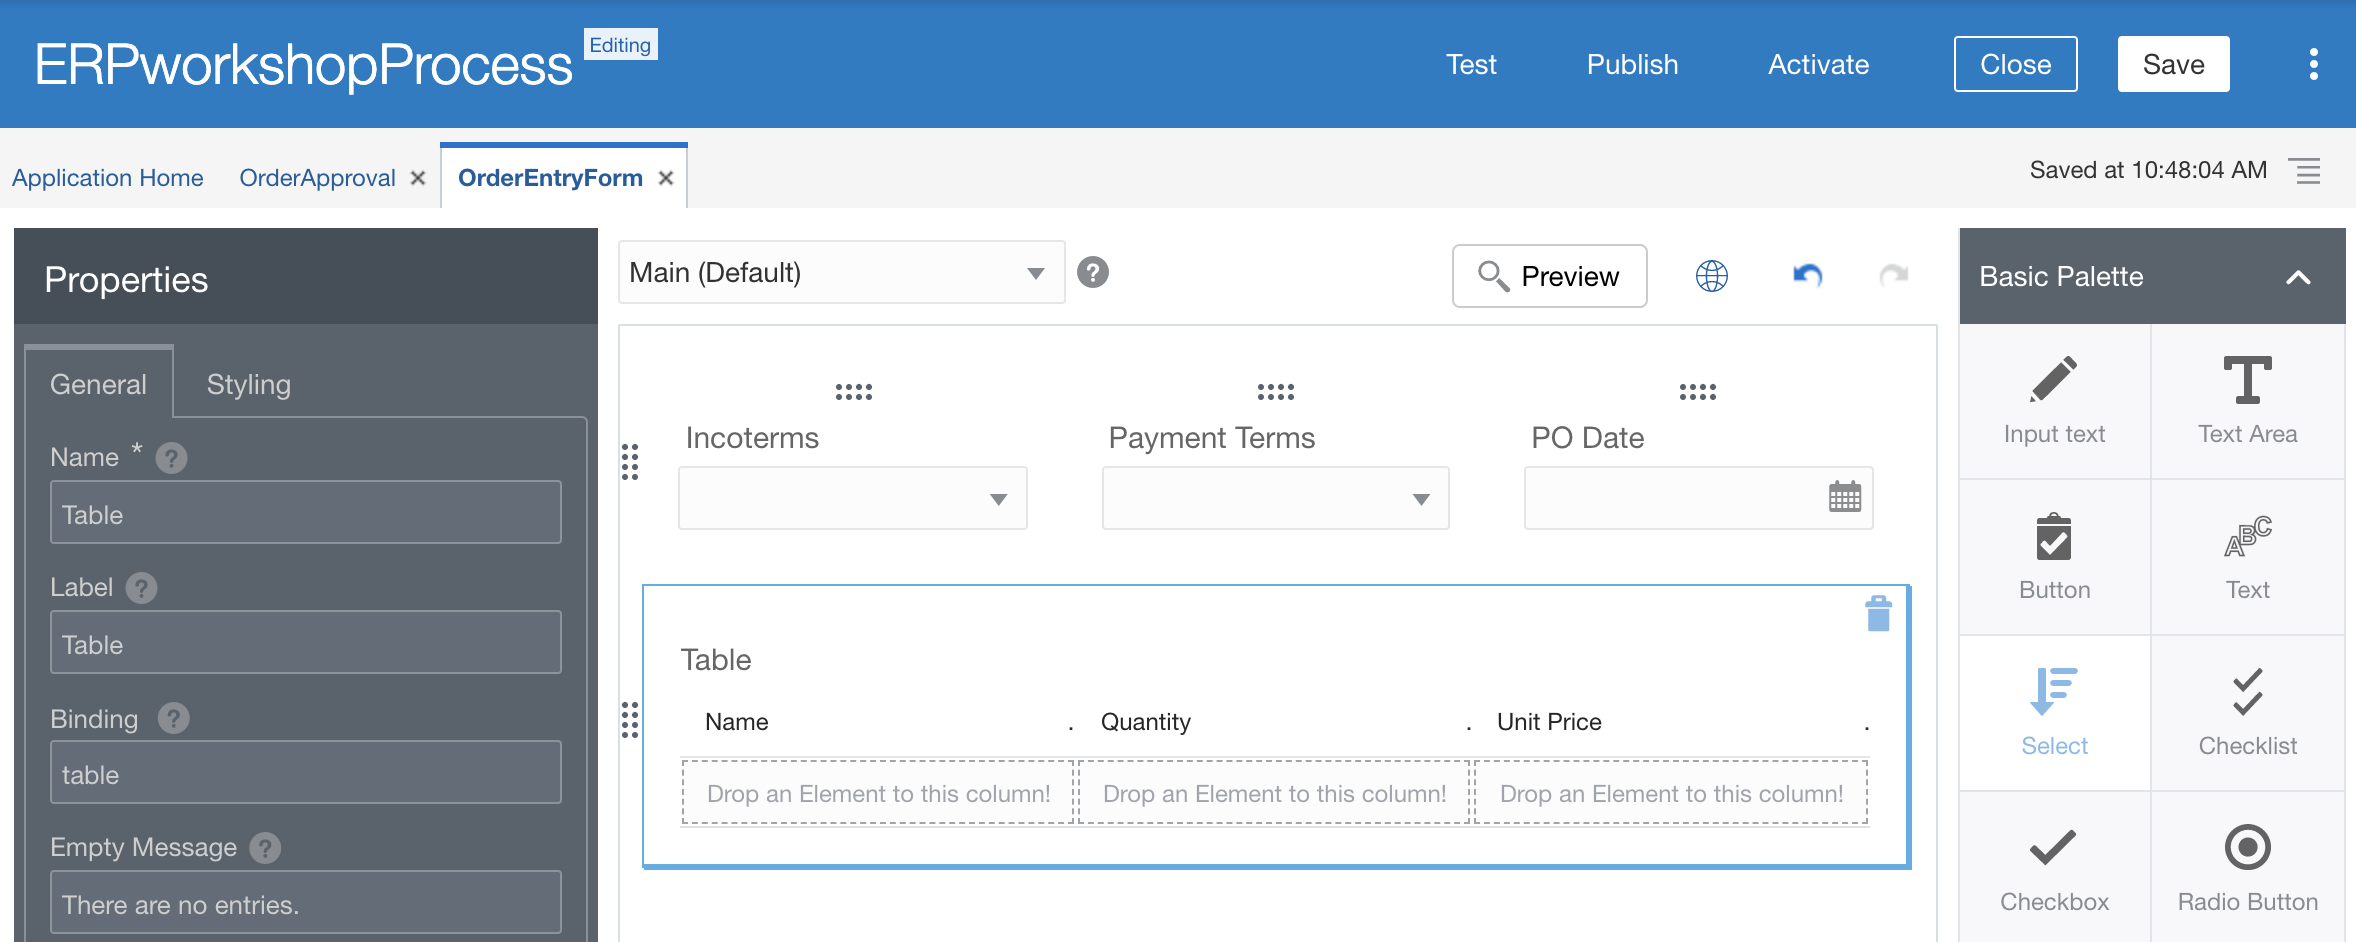 ERPworkshopProcess Editing Test Publish Activate Close Save
Application Home OrderApproval OrderEntryForm Saved at 10:48:04 AM
Properties
General Styling
Name * ?
Table
Label ?
Table
Binding ?
table
Empty Message ?
There are no entries.
Main (Default) ? Preview
Incoterms Payment Terms PO Date
Table
Name . Quantity . Unit Price .
Drop an Element to this column! Drop an Element to this column! Drop an Element to this column!
Basic Palette
Input text Text Area
Button ABC Text
Select Checklist
Checkbox Radio Button